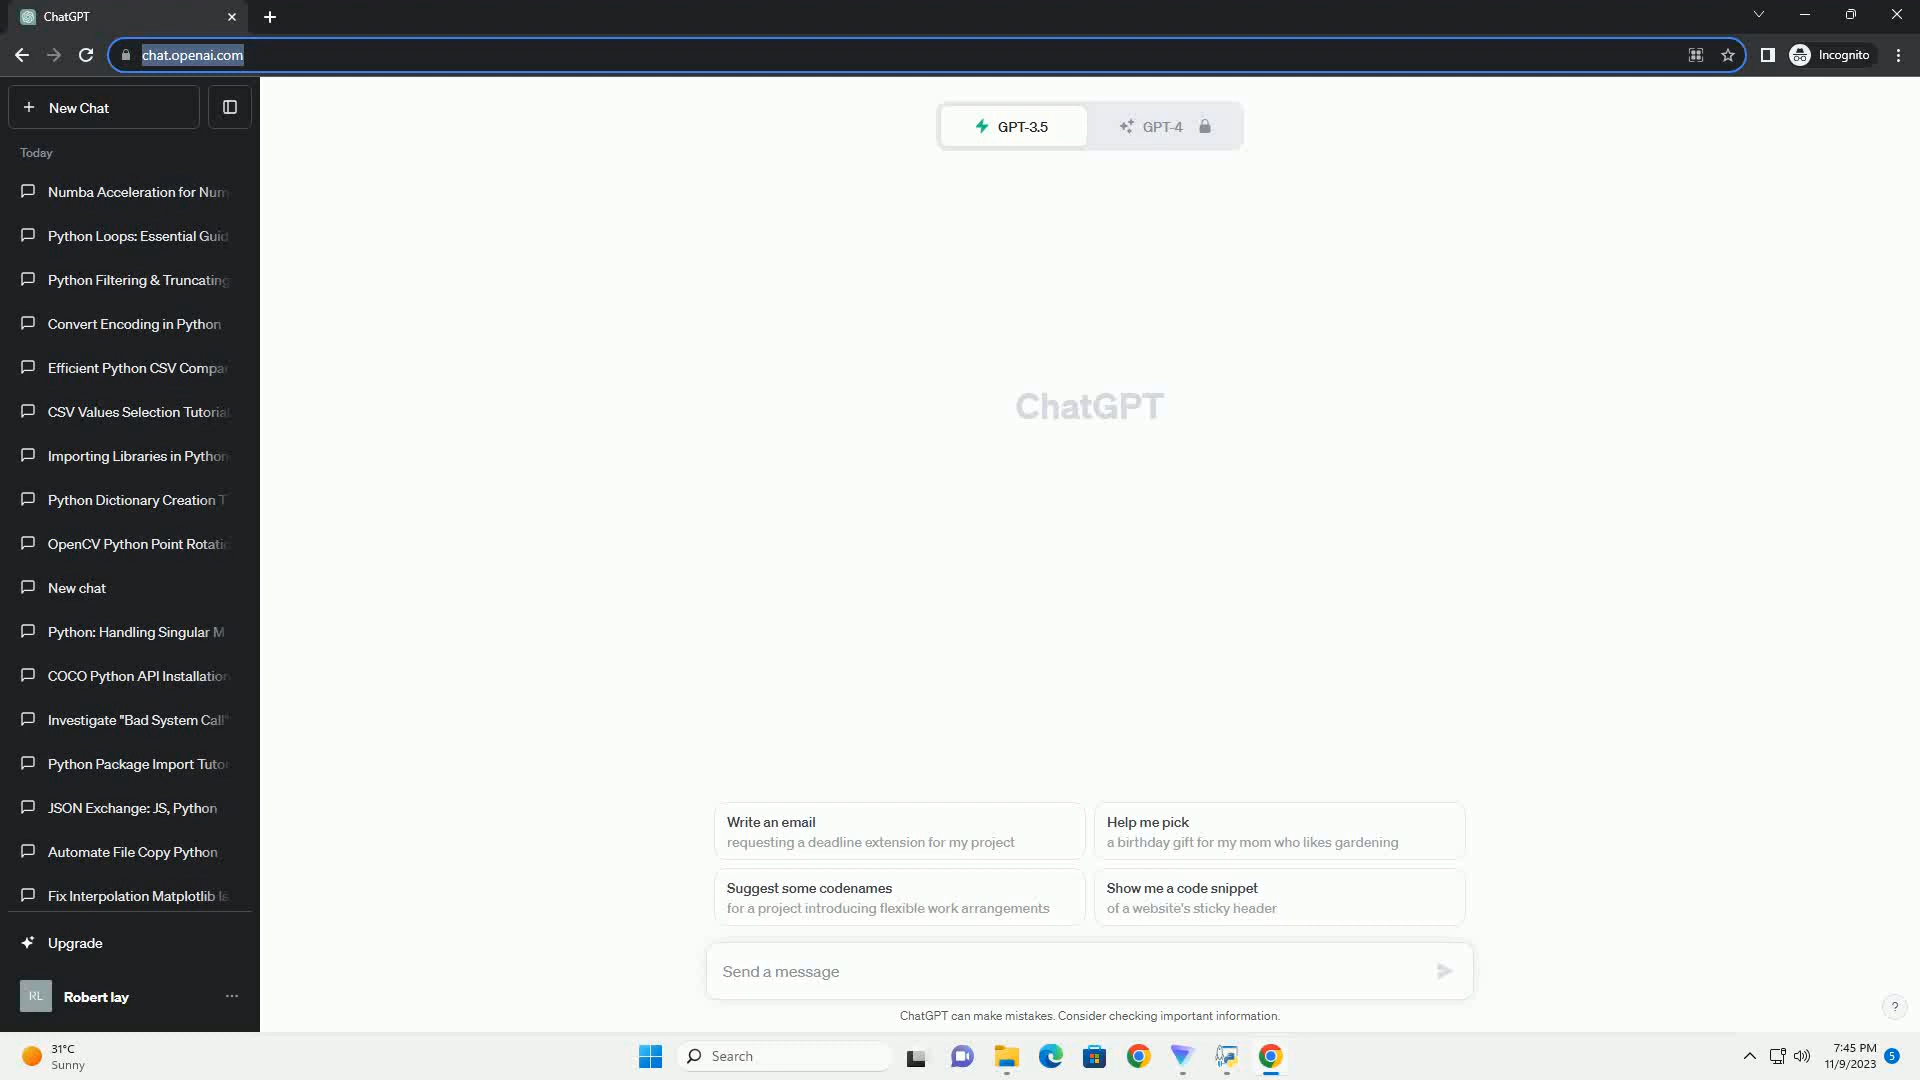 ChatGPT
chat.openai.com
Incognito
New Chat
GPT-3.5
GPT-4
Today
Numba Acceleration for Num
Python Loops: Essential Guid
Python Filtering & Truncating
Convert Encoding in Python
Efficient Python CSV Compar
CSV Values Selection Tutorial
Importing Libraries in Python
Python Dictionary Creation T
OpenCV Python Point Rotatio
New chat
Python: Handling Singular M
COCO Python API Installation
Investigate "Bad System Call"
Python Package Import Tutor
JSON Exchange: JS, Python
Automate File Copy Python
Fix Interpolation Matplotlib Is
Upgrade
RL
Robert lay
ChatGPT
Write an email
requesting a deadline extension for my project
Help me pick
a birthday gift for my mom who likes gardening
Suggest some codenames
for a project introducing flexible work arrangements
Show me a code snippet
of a website's sticky header
Send a message
ChatGPT can make mistakes. Consider checking important information.
?
31°C
Sunny
Search
7:45 PM
11/9/2023
5